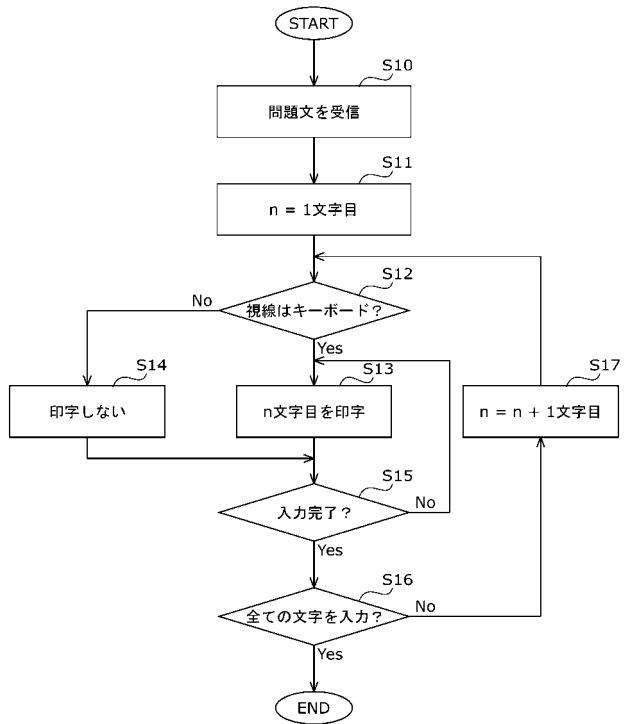 START
S10
問題文を受信
S11
n = 1文字目
S12
視線はキーボード？
No
Yes
S14
印字しない
S13
n文字目を印字
S17
n = n + 1文字目
S15
入力完了？
No
Yes
S16
全ての文字を入力？
No
Yes
END